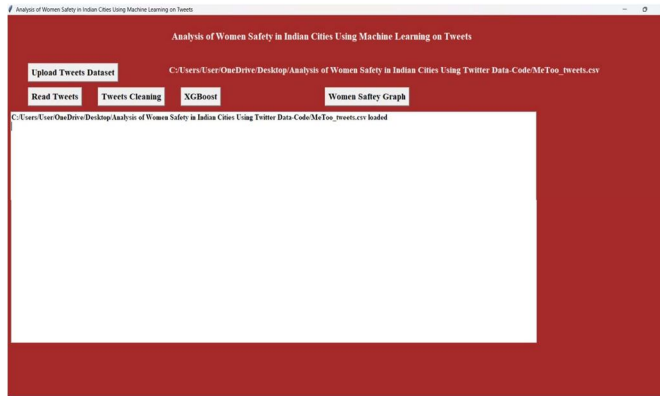 Analysis of Women Safety in Indian Cities Using Machine Learning on Tweets
Analysis of Women Safety in Indian Cities Using Machine Learning on Tweets
Upload Tweets Dataset
C:/Users/User/OneDrive/Desktop/Analysis of Women Safety in Indian Cities Using Twitter Data-Code/MeToo_tweets.csv
Read Tweets
Tweets Cleaning
XGBoost
Women Saftey Graph
C:/Users/User/OneDrive/Desktop/Analysis of Women Safety in Indian Cities Using Twitter Data-Code/MeToo_tweets.csv loaded